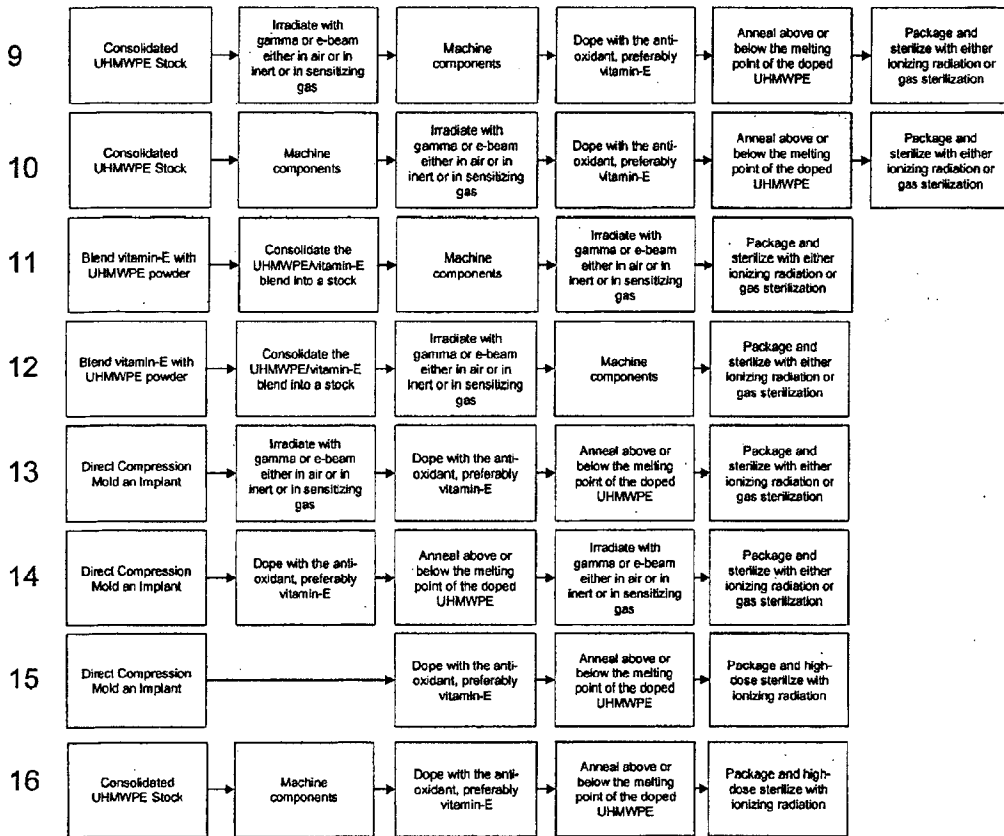 9
Consolidated
UHMWPE Stock
Irradiate with
gamma or e-beam
either in air or in
inert or in sensitizing
gas
Machine
components
Dope with the anti-
oxidant, preferably
vitamin-E
Anneal above or
below the melting
point of the doped
UHMWPE
Package and
sterilize with either
ionizing radiation or
gas sterilization
10
Consolidated
UHMWPE Stock
Machine
components
Irradiate with
gamma or e-beam
either in air or in
inert or in sensitizing
gas
Dope with the anti-
oxidant, preferably
vitamin-E
Anneal above or
below the melting
point of the doped
UHMWPE
Package and
sterilize with either
ionizing radiation or
gas sterilization
11
Blend vitamin-E with
UHMWPE powder
Consolidate the
UHMWPE/vitamin-E
blend into a stock
Machine
components
Irradiate with
gamma or e-beam
either in air or in
inert or in sensitizing
gas
Package and
sterilize with either
ionizing radiation or
gas sterilization
12
Blend vitamin-E with
UHMWPE powder
Consolidate the
UHMWPE/vitamin-E
blend into a stock
Irradiate with
gamma or e-beam
either in air or in
inert or in sensitizing
gas
Machine
components
Package and
sterilize with either
ionizing radiation or
gas sterilization
13
Direct Compression
Mold an Implant
Irradiate with
gamma or e-beam
either in air or in
inert or in sensitizing
gas
Dope with the anti-
oxidant, preferably
vitamin-E
Anneal above or
below the melting
point of the doped
UHMWPE
Package and
sterilize with either
ionizing radiation or
gas sterilization
14
Direct Compression
Mold an Implant
Dope with the anti-
oxidant, preferably
vitamin-E
Anneal above or
below the melting
point of the doped
UHMWPE
Irradiate with
gamma or e-beam
either in air or in
inert or in sensitizing
gas
Package and
sterilize with either
ionizing radiation or
gas sterilization
15
Direct Compression
Mold an Implant
Dope with the anti-
oxidant, preferably
vitamin-E
Anneal above or
below the melting
point of the doped
UHMWPE
Package and high-
dose sterilize with
ionizing radiation
16
Consolidated
UHMWPE Stock
Machine
components
Dope with the anti-
oxidant, preferably
vitamin-E
Anneal above or
below the melting
point of the doped
UHMWPE
Package and high-
dose sterilize with
ionizing radiation